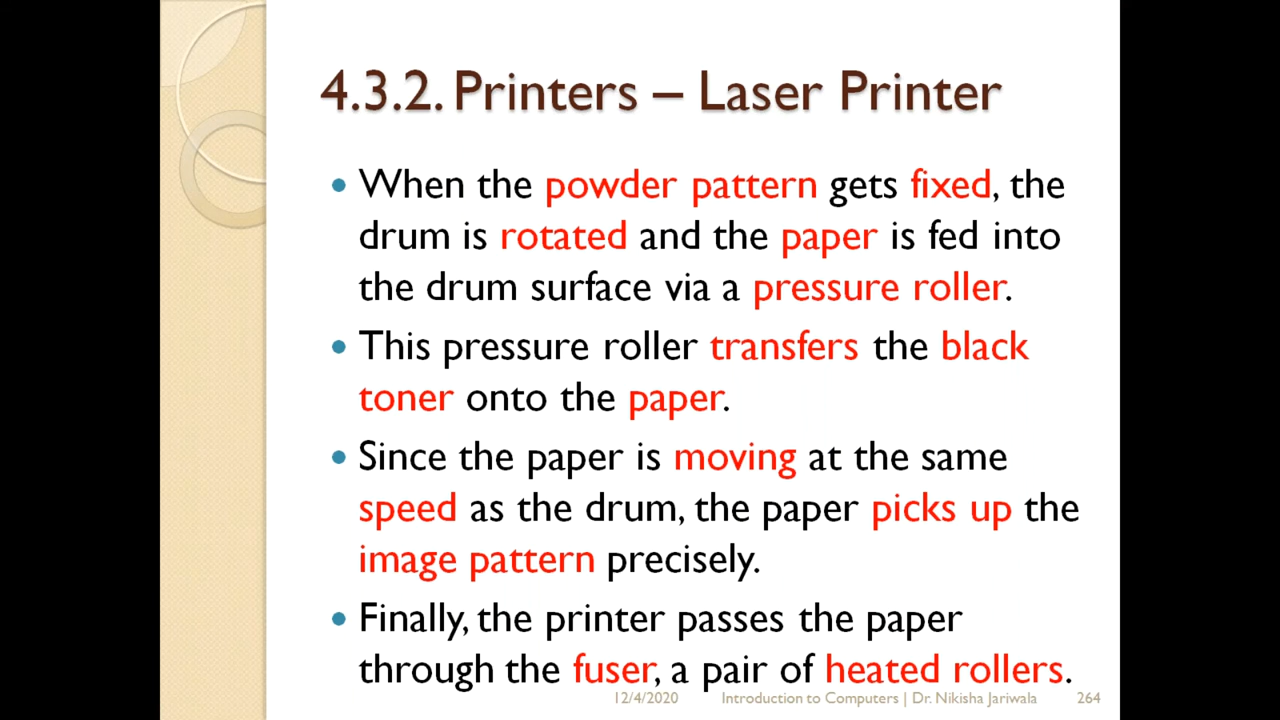 4.3.2. Printers – Laser Printer
• When the powder pattern gets fixed, the
drum is rotated and the paper is fed into
the drum surface via a pressure roller.
• This pressure roller transfers the black
toner onto the paper.
• Since the paper is moving at the same
speed as the drum, the paper picks up the
image pattern precisely.
• Finally, the printer passes the paper
through the fuser, a pair of heated rollers.
12/4/2020 Introduction to Computers | Dr. Nikisha Jariwala 264